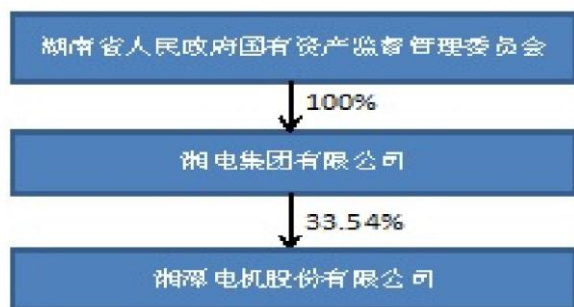 湖南省人民政府国有资产监督管理委员会
100%
湘电集团有限公司
33.54%
湘潭电机股份有限公司